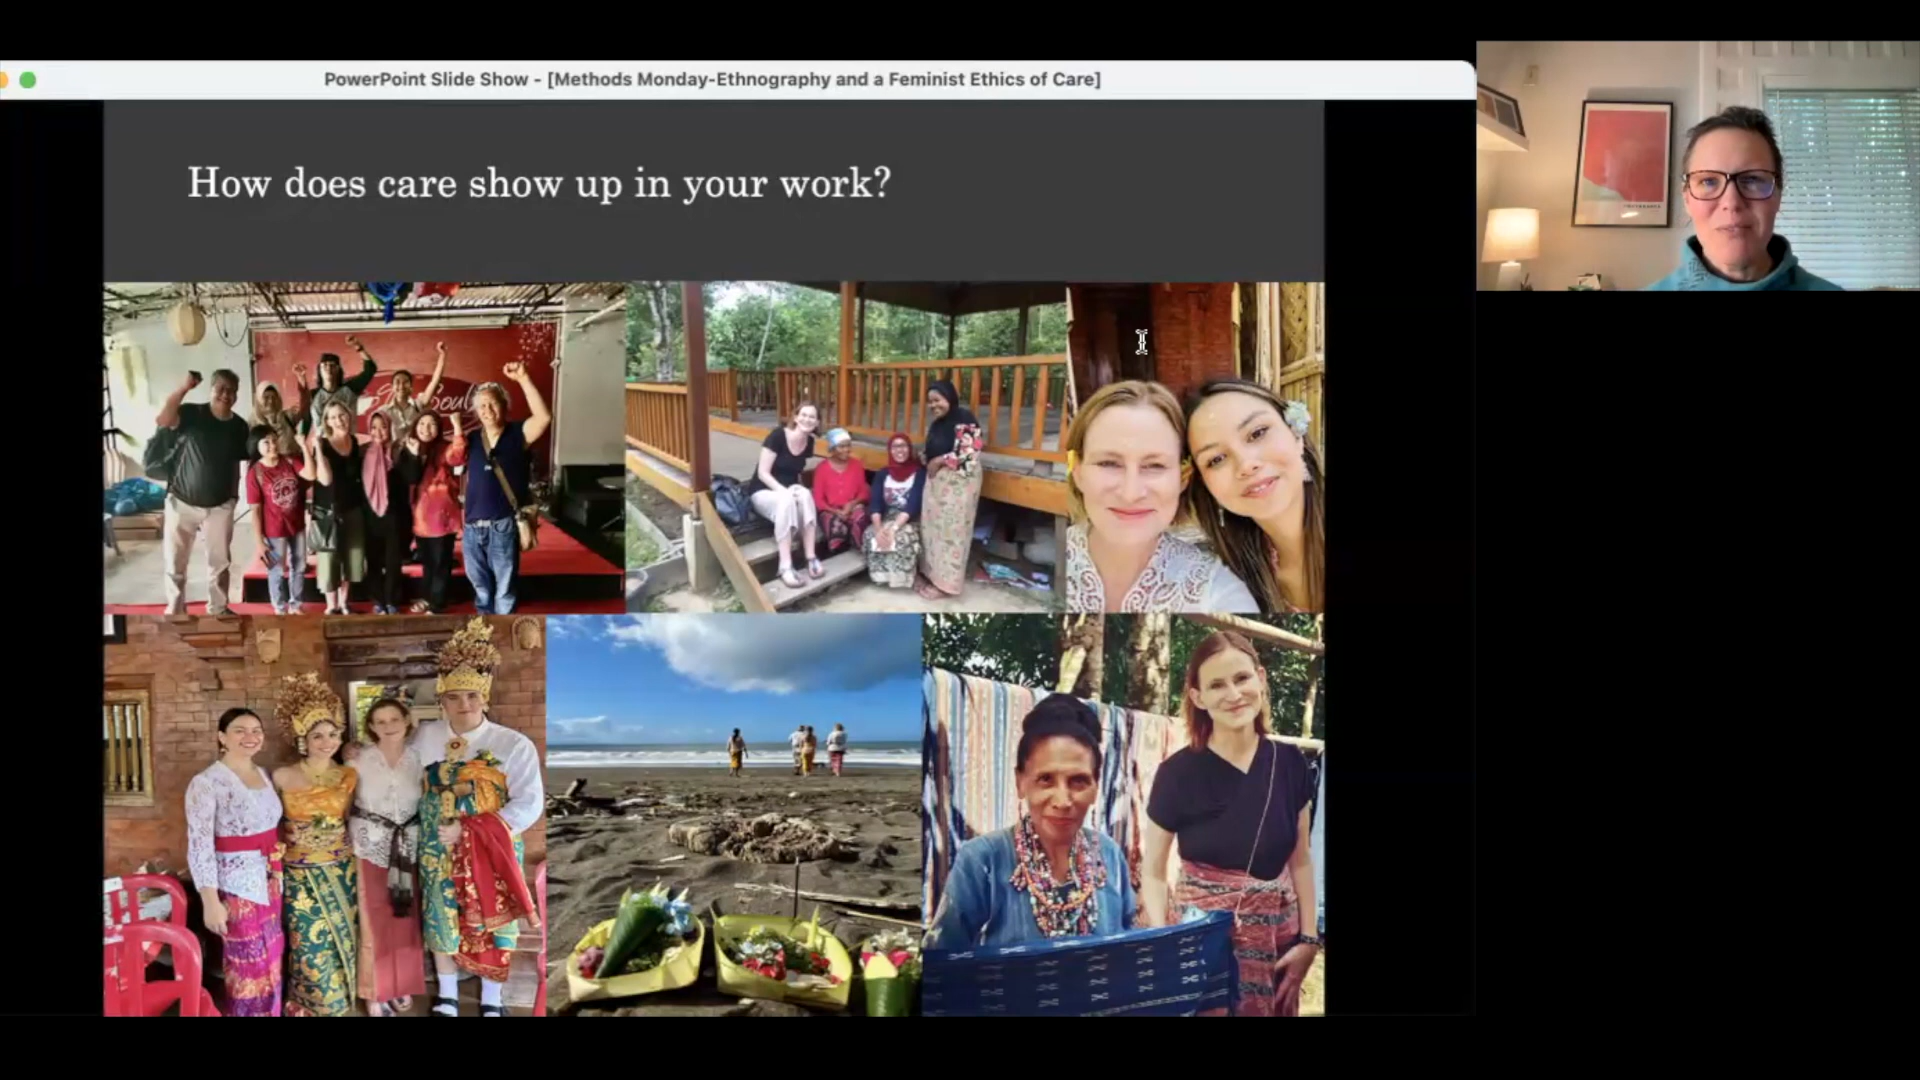 PowerPoint Slide Show - [Methods Monday-Ethnography and a Feminist Ethics of Care]
How does care show up in your work?